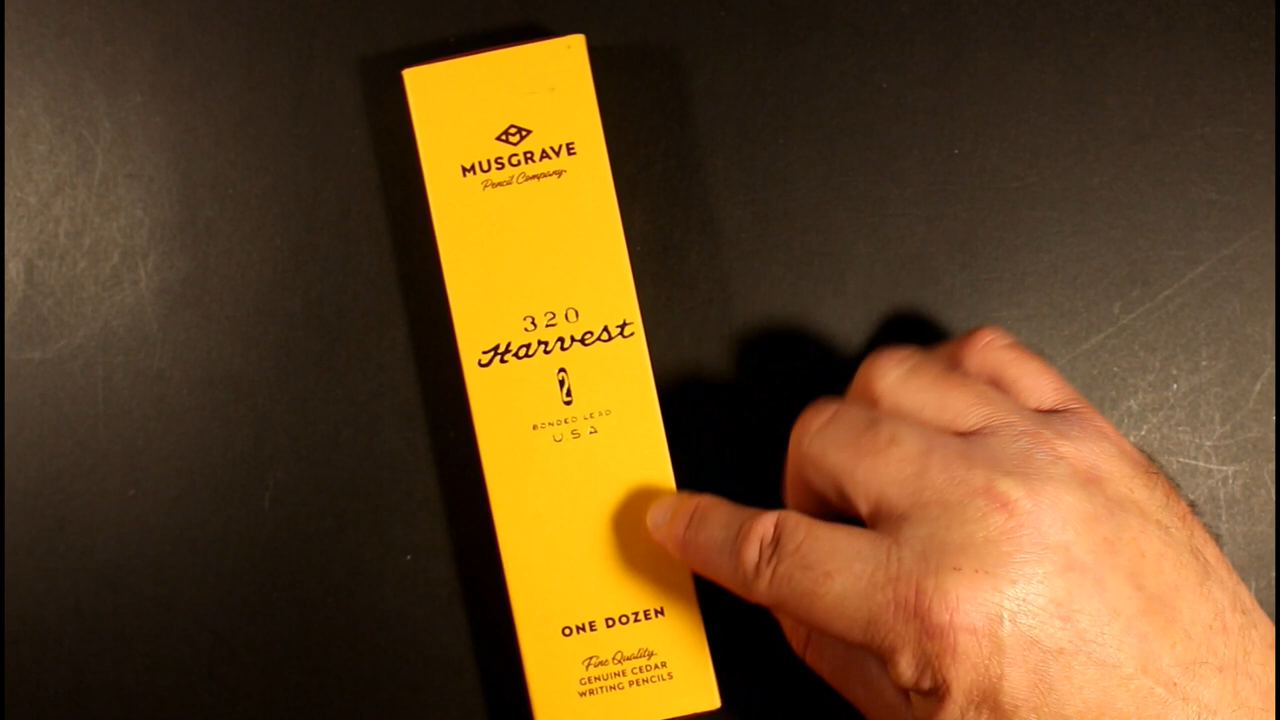 MUSGRAVE
Pencil Company
320
Harvest
2
BONDED LEAD
USA
ONE DOZEN
Fine Quality
GENUINE CEDAR
WRITING PENCILS